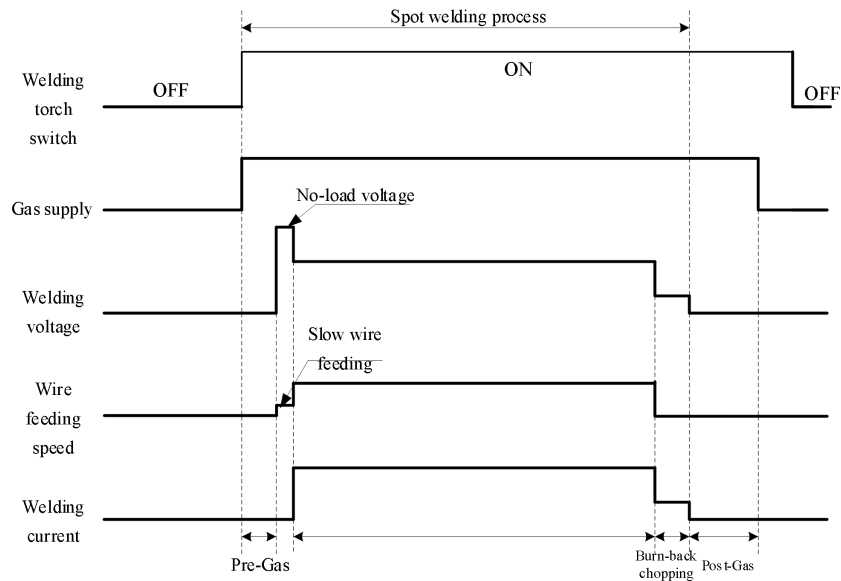 Spot welding process
ON
OFF
OFF
Welding
torch
switch
Gas supply
No-load voltage
Welding
voltage
Slow wire
feeding
Wire
feeding
speed
Welding
current
Pre-Gas
Burn-back
chopping
Post-Gas